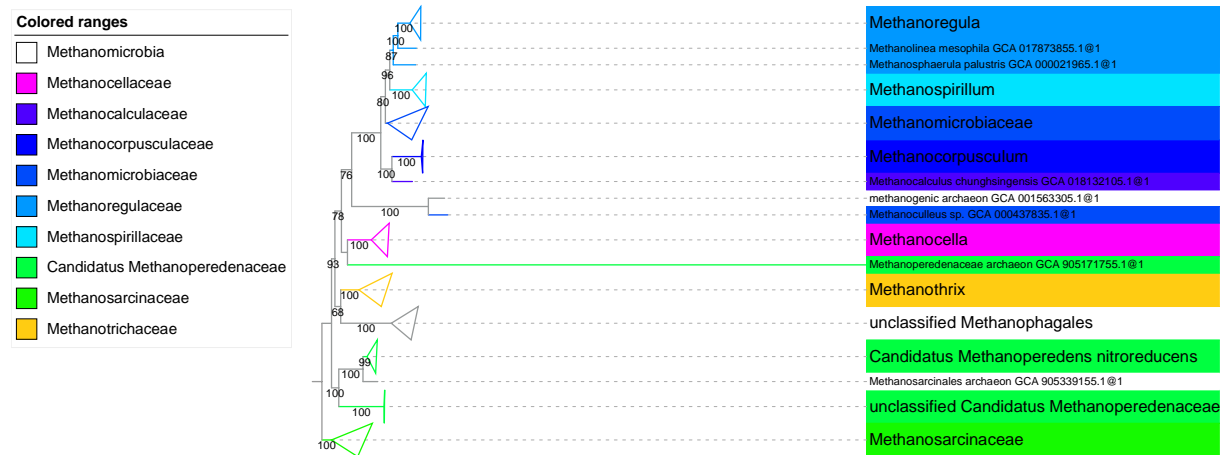 Colored ranges
Methanomicrobia
Methanocellaceae
Methanocalculaceae
Methanocorpusculaceae
Methanomicrobiaceae
Methanoregulaceae
Methanospirillaceae
Candidatus Methanoperedenaceae
Methanosarcinaceae
Methanotrichaceae
100
100
87
96
100
80
100
100
100
76
100
78
100
93
100
68
100
99
100
100
100
100
Methanoregula
Methanolinea mesophila GCA 017873855.1@1
Methanosphaerula palustris GCA 000021965.1@1
Methanospirillum
Methanomicrobiaceae
Methanocorpusculum
Methanocalculus chunghsingensis GCA 018132105.1@1
methanogenic archaeon GCA 001563305.1@1
Methanoculleus sp. GCA 000437835.1@1
Methanocella
Methanoperedenaceae archaeon GCA 905171755.1@1
Methanothrix
unclassified Methanophagales
Candidatus Methanoperedens nitroreducens
Methanosarcinales archaeon GCA 905339155.1@1
unclassified Candidatus Methanoperedenaceae
Methanosarcinaceae